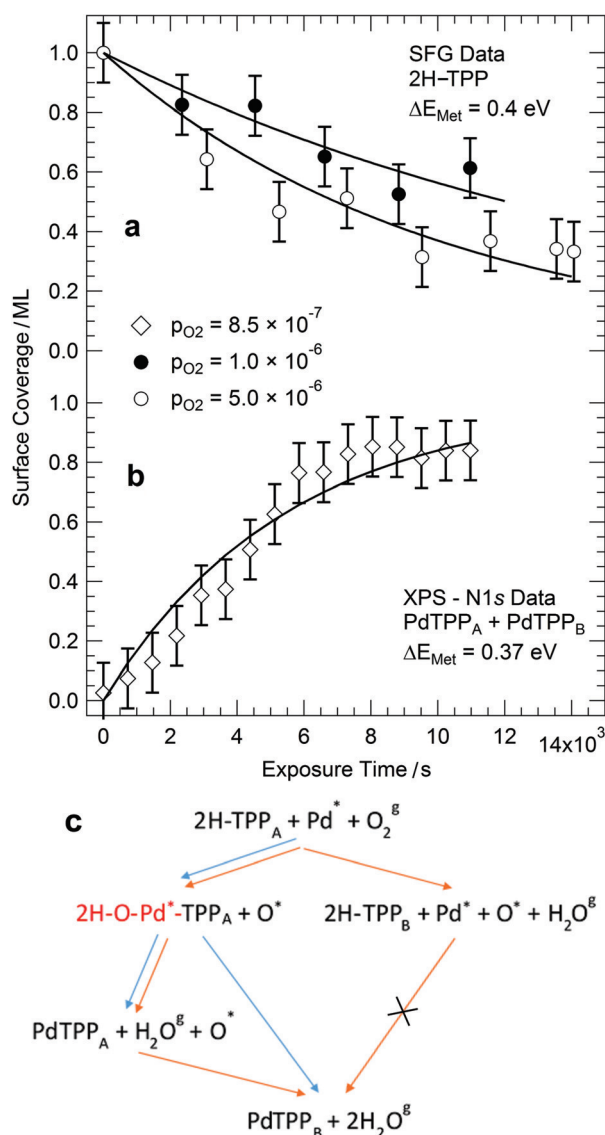 1.0
0.8
0.6
0.4
0.2
0.0
SFG Data
2H–TPP
ΔE_Met = 0.4 eV
a
p_O2 = 8.5 × 10^-7
p_O2 = 1.0 × 10^-6
p_O2 = 5.0 × 10^-6
Surface Coverage / ML
1.0
0.8
0.6
0.4
0.2
0.0
b
XPS - N1s Data
PdTPP_A + PdTPP_B
ΔE_Met = 0.37 eV
0 2 4 6 8 10 12 14×10^3
Exposure Time /s
c
2H-TPP_A + Pd^* + O_2^g
2H-O-Pd^*-TPP_A + O^* 2H-TPP_B + Pd^* + O^* + H_2O^g
PdTPP_A + H_2O^g + O^*
PdTPP_B + 2H_2O^g